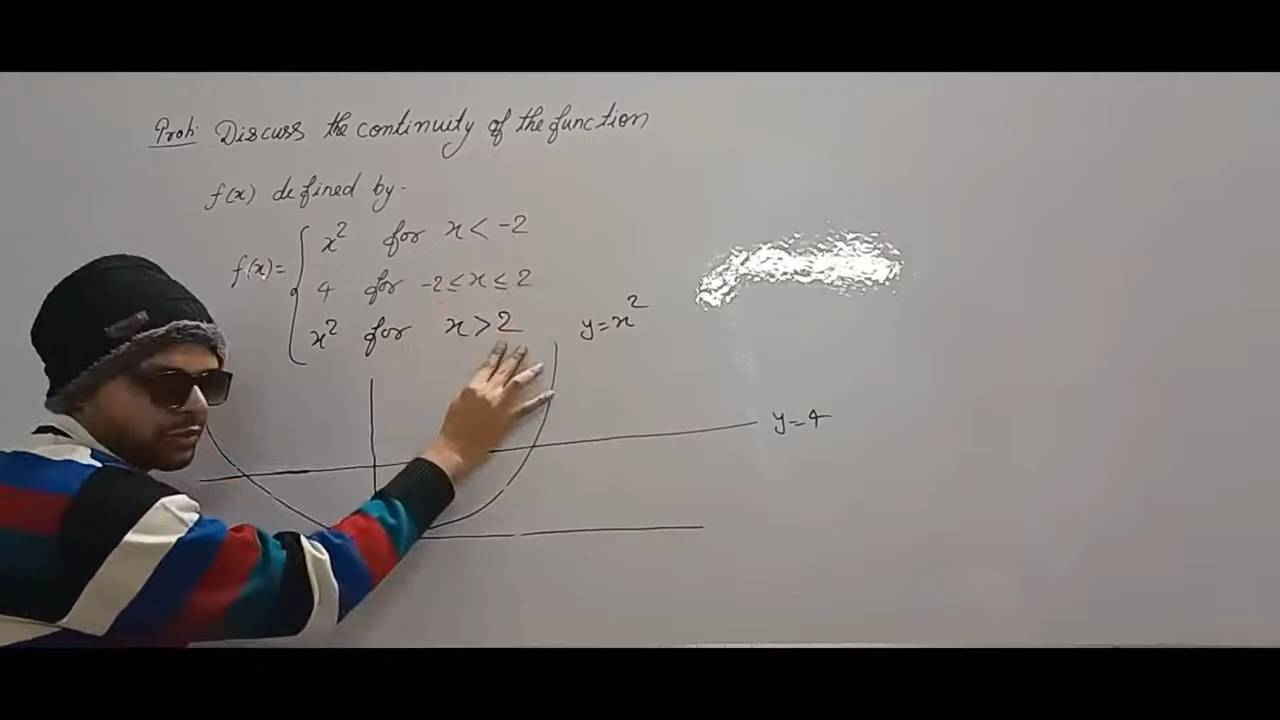 Prob: Discuss the continuity of the function
f(x) defined by -
f(x) = { x² for x < -2
4 for -2 ≤ x ≤ 2
x² for x > 2
y = x²
y = 4